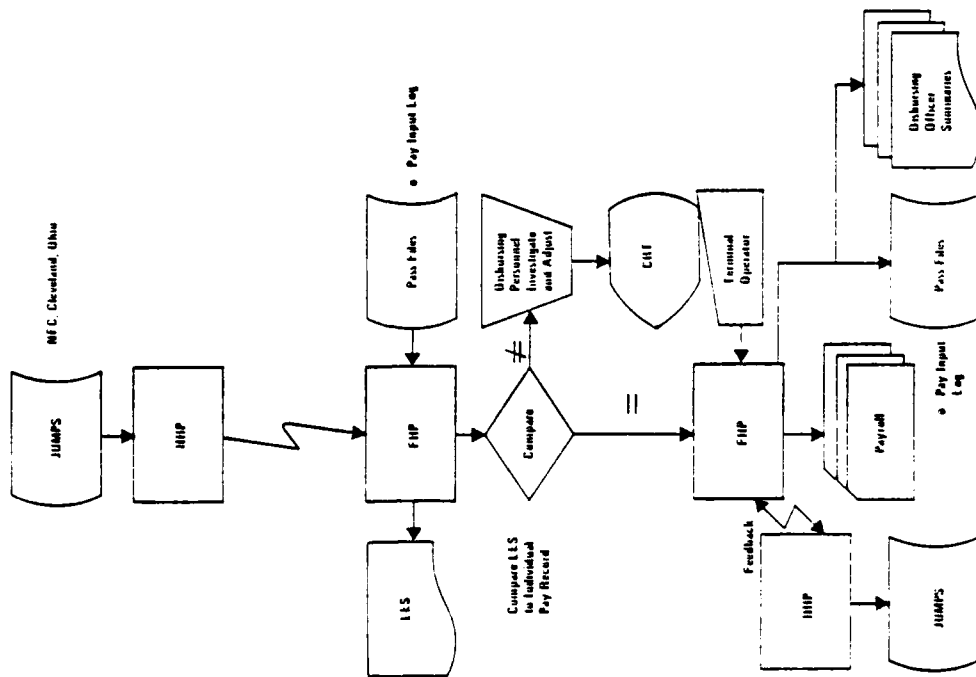 NFC, Cleveland, Ohio
JUMPS
FHP
Pass Files
• Pay Input Log
LES
Compare LES
to Individual
Pay Record
Compare
≠
Disbursing
Personnel
Investigate
and Adjust
CRT
Terminal
Operator
=
FHP
Feedback
JUMPS
Payroll
• Pay Input
Log
Pass Files
Disbursing
Officer
Summaries